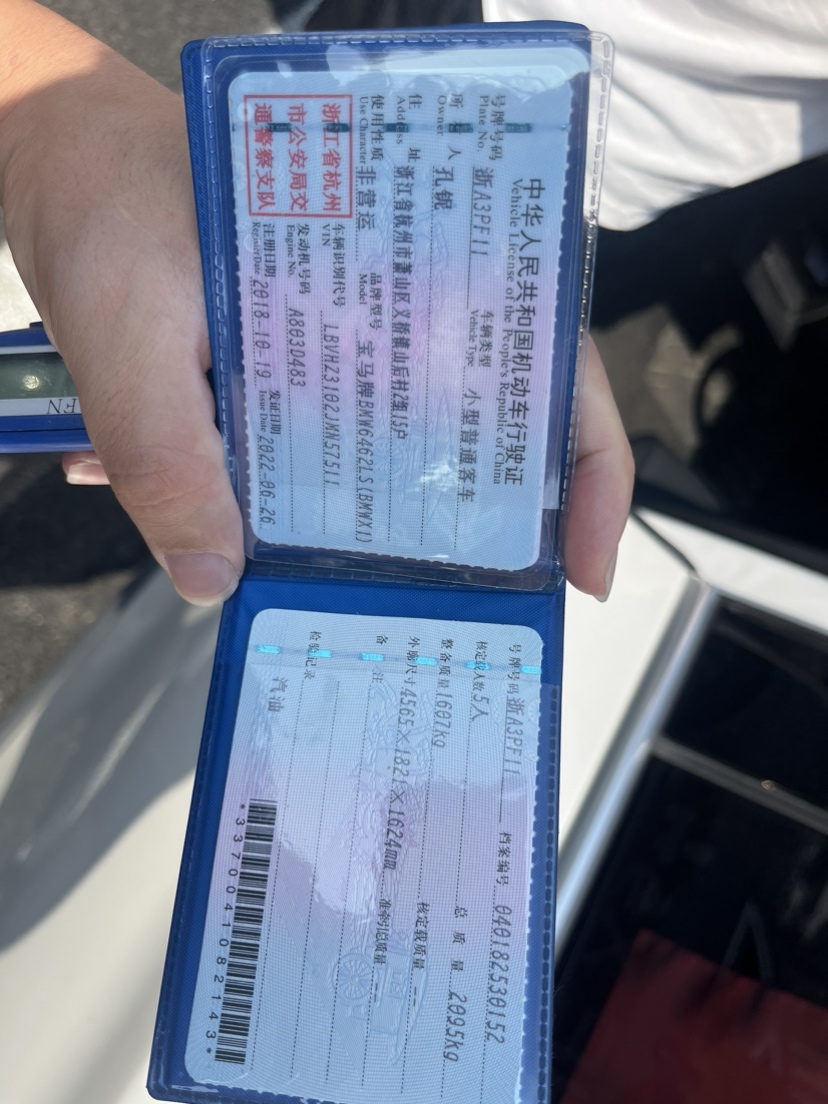 中华人民共和国机动车行驶证
Vehicle License of the People's Republic of China
号牌号码 浙A3PF11 车辆类型 小型普通客车
Plate No. Vehicle Type
所有人 孔妮
Owner
住址 浙江省杭州市萧山区义桥镇山后村2组15户
Address
使用性质 非营运 品牌型号 宝马牌BMW6462LS(BMWX1)
Use Character Model
浙江省杭州
市公安局交
通警察支队
车辆识别代号 LBVHZ3102JMN57511
VIN
发动机号码 A803D483
Engine No.
注册日期 2018-10-19 发证日期 2022-06-26
Register Date Issue Date
号牌号码 浙A3PF11 档案编号 040182530152
核定载人数 5人 总质量 2095kg
整备质量 1607kg 核定载质量 --
外廓尺寸 4565×1821×1624mm 准牵引总质量 --
备注
检验记录
汽油
*3370041082143*